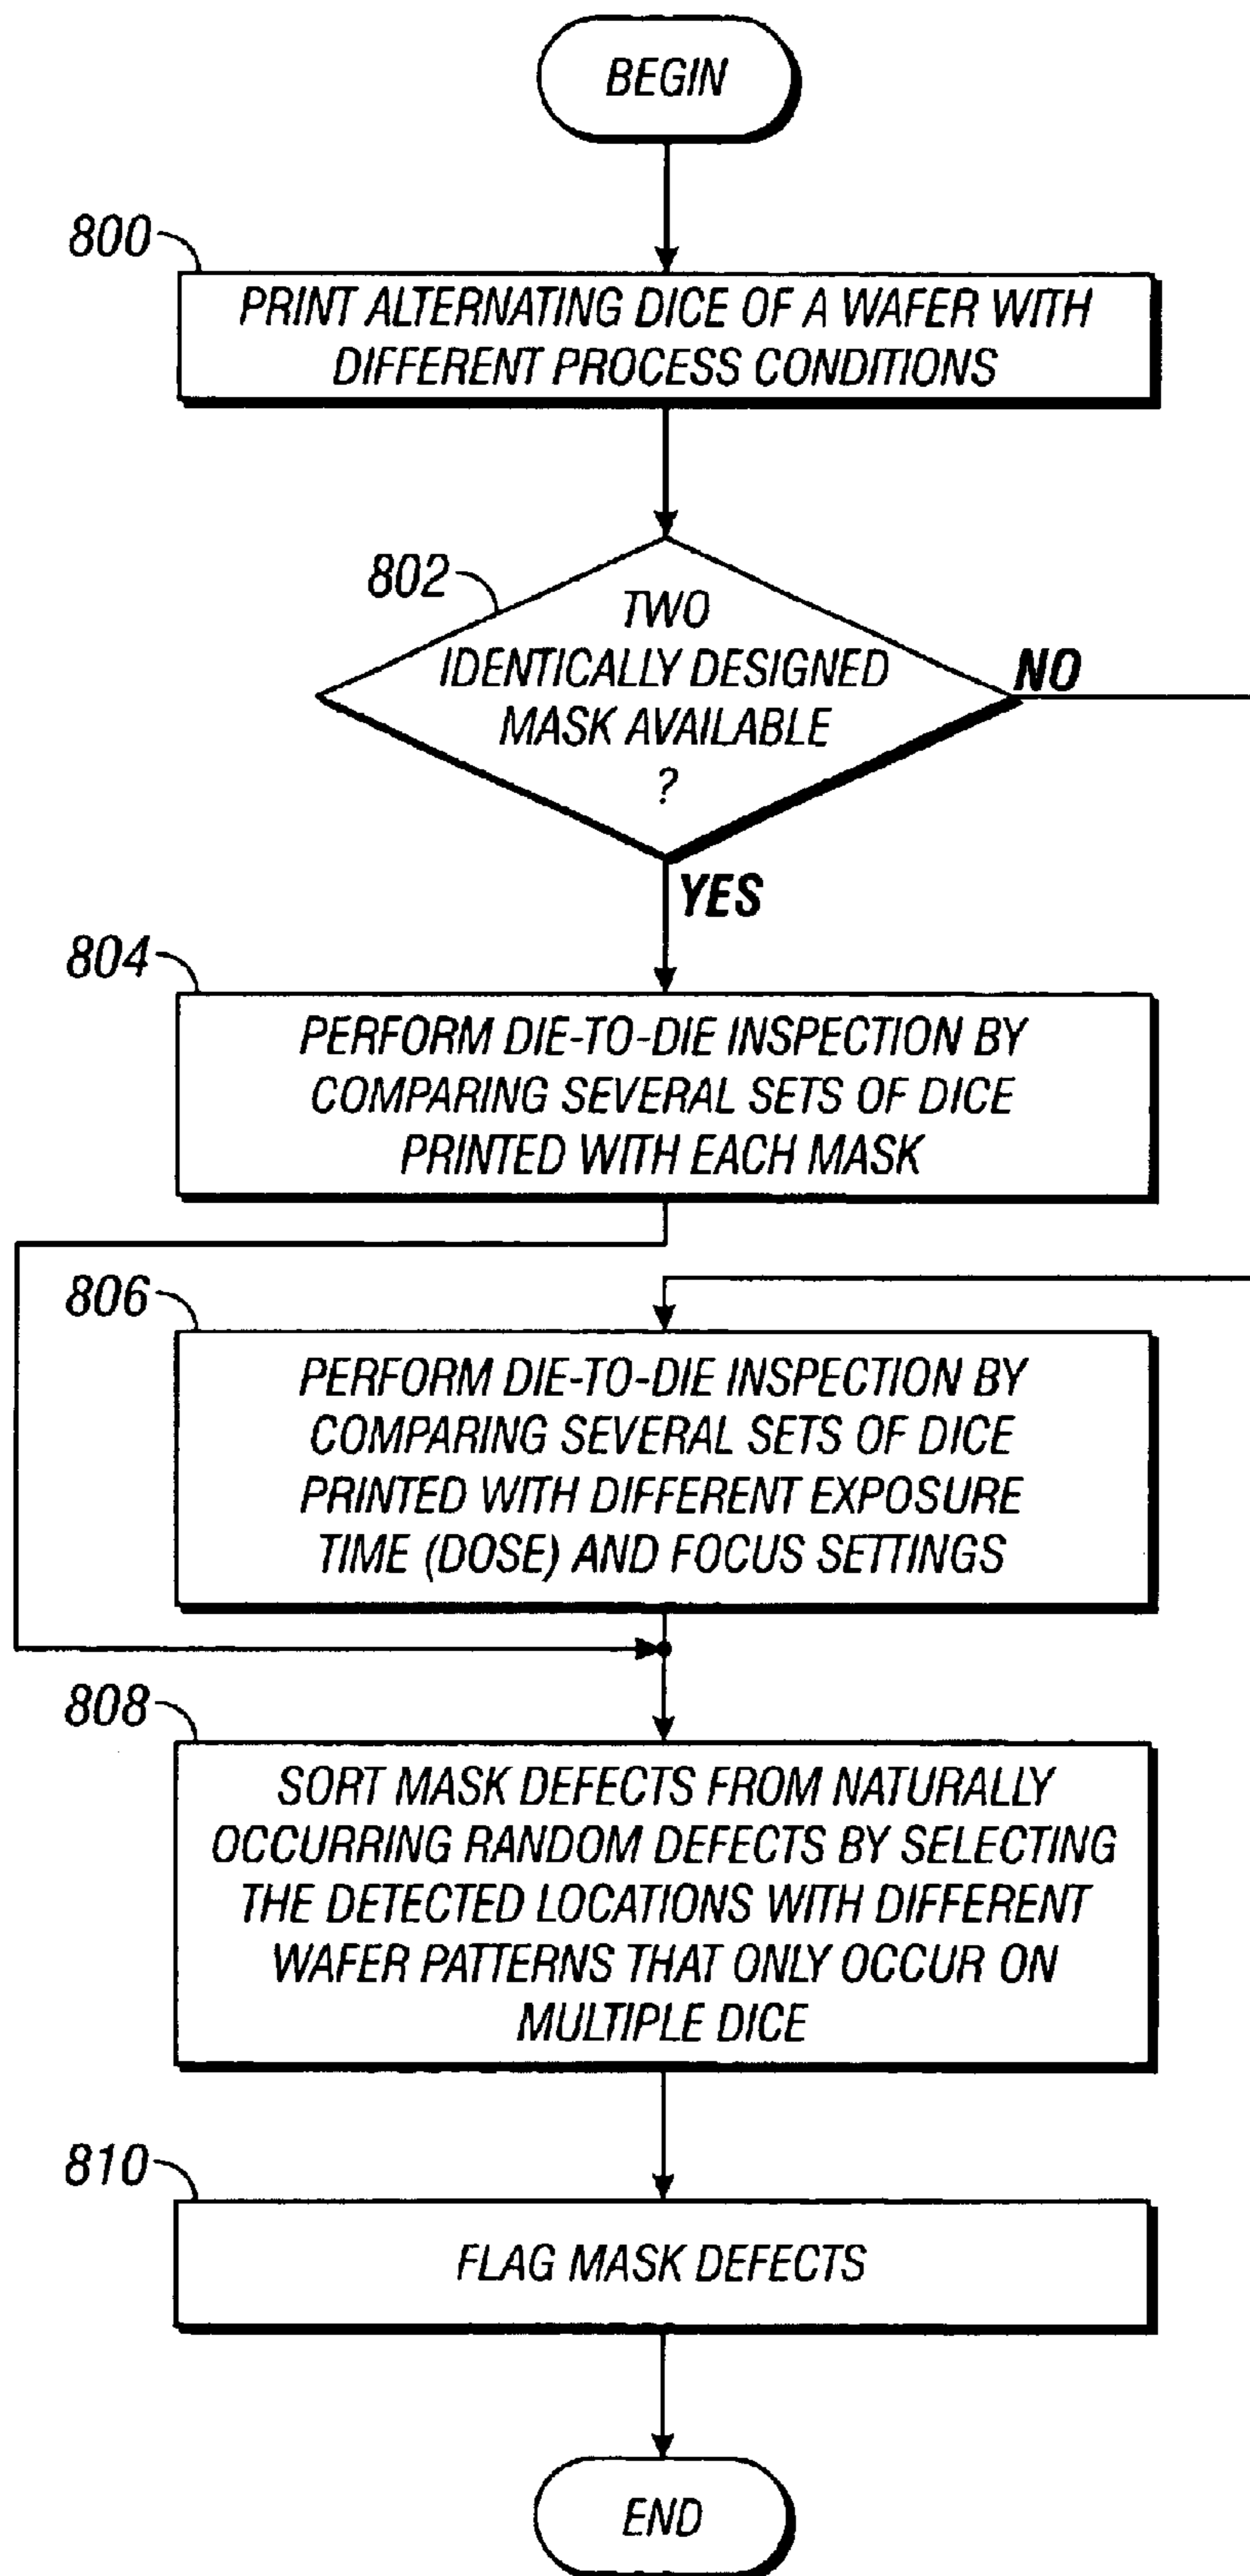 BEGIN
800
PRINT ALTERNATING DICE OF A WAFER WITH
DIFFERENT PROCESS CONDITIONS
802
TWO
IDENTICALLY DESIGNED
MASK AVAILABLE
?
NO
YES
804
PERFORM DIE-TO-DIE INSPECTION BY
COMPARING SEVERAL SETS OF DICE
PRINTED WITH EACH MASK
806
PERFORM DIE-TO-DIE INSPECTION BY
COMPARING SEVERAL SETS OF DICE
PRINTED WITH DIFFERENT EXPOSURE
TIME (DOSE) AND FOCUS SETTINGS
808
SORT MASK DEFECTS FROM NATURALLY
OCCURRING RANDOM DEFECTS BY SELECTING
THE DETECTED LOCATIONS WITH DIFFERENT
WAFER PATTERNS THAT ONLY OCCUR ON
MULTIPLE DICE
810
FLAG MASK DEFECTS
END